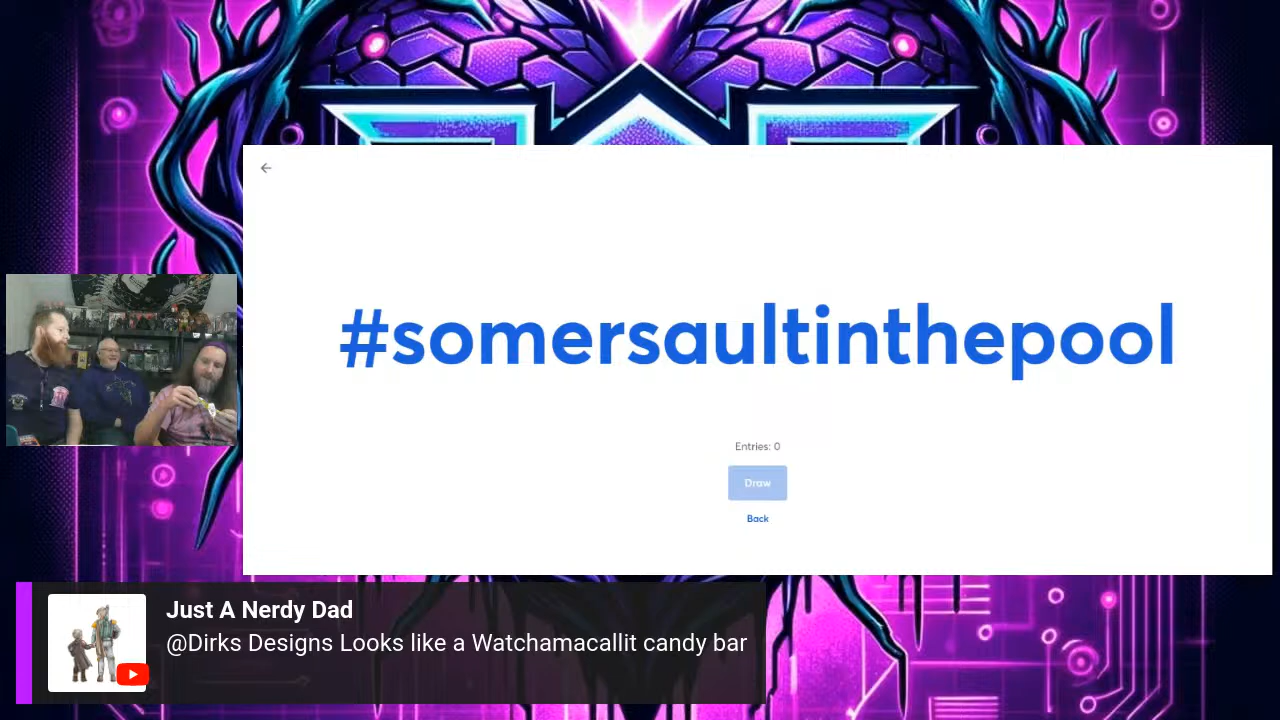 #somersaultinthepool
Entries: 0
Draw
Back
Just A Nerdy Dad
@Dirks Designs Looks like a Watchamacallit candy bar